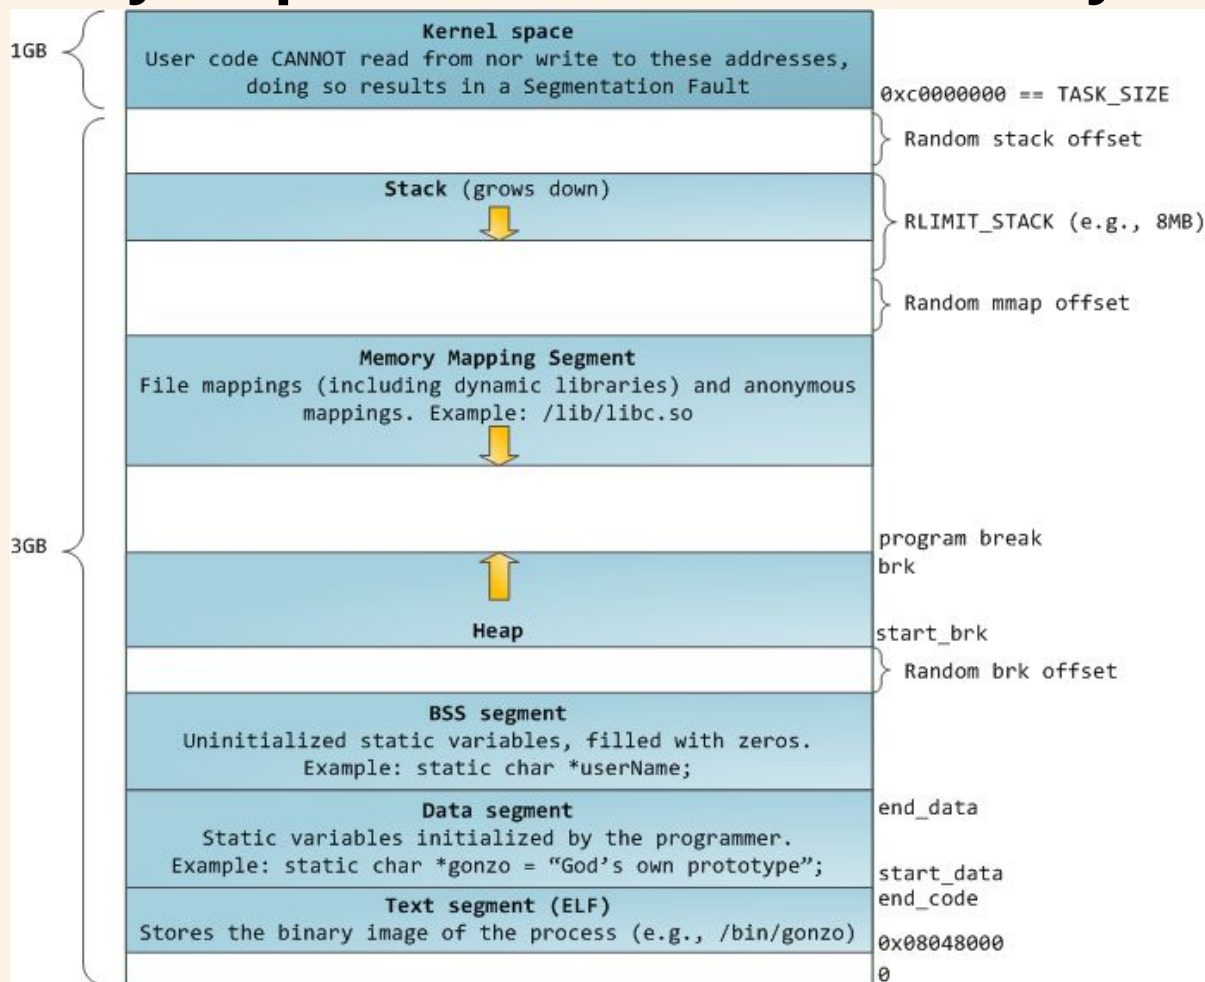 1GB
Kernel space
User code CANNOT read from nor write to these addresses,
doing so results in a Segmentation Fault
0xc0000000 == TASK_SIZE
Random stack offset
Stack (grows down)
RLIMIT_STACK (e.g., 8MB)
Random mmap offset
Memory Mapping Segment
File mappings (including dynamic libraries) and anonymous
mappings. Example: /lib/libc.so
3GB
program break
brk
Heap
start_brk
Random brk offset
BSS segment
Uninitialized static variables, filled with zeros.
Example: static char *userName;
Data segment
end_data
Static variables initialized by the programmer.
Example: static char *gonzo = “God’s own prototype”;
start_data
end_code
Text segment (ELF)
Stores the binary image of the process (e.g., /bin/gonzo)
0x08048000
0